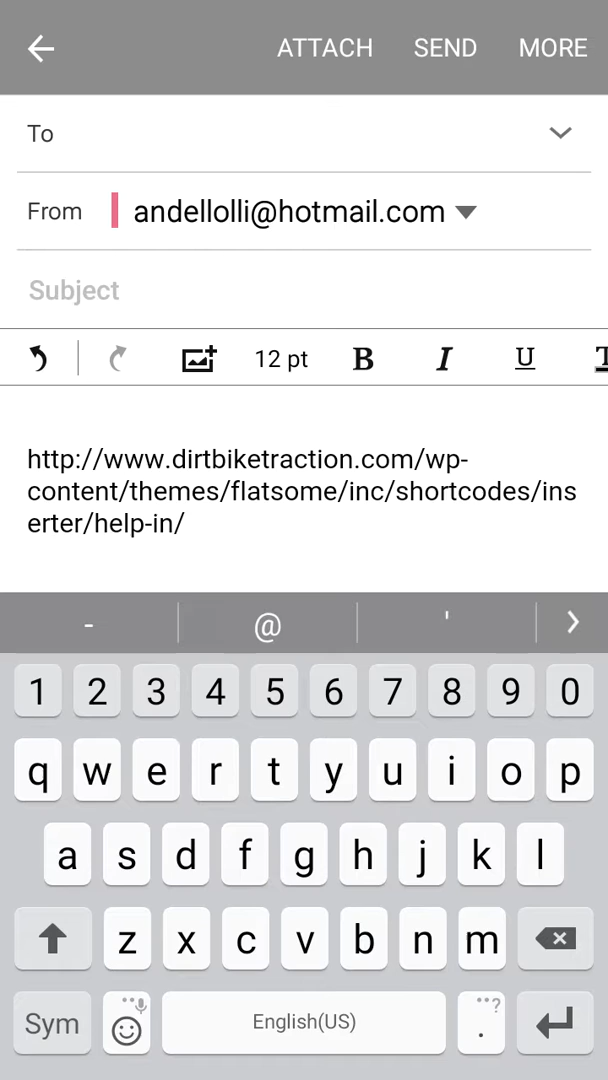 ATTACH SEND MORE
To
From andellolli@hotmail.com
Subject
12 pt B I U T
http://www.dirtbiketraction.com/wp-
content/themes/flatsome/inc/shortcodes/ins
erter/help-in/
- @ '
1 2 3 4 5 6 7 8 9 0
q w e r t y u i o p
a s d f g h j k l
z x c v b n m
Sym English(US) . ?